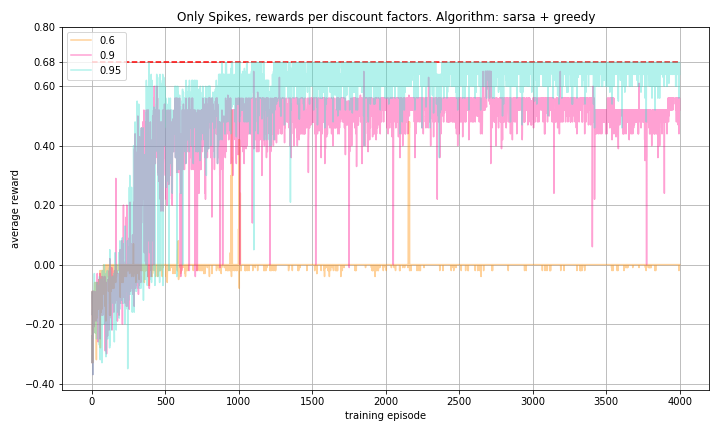 Only Spikes, rewards per discount factors. Algorithm: sarsa + greedy
0.80
0.68
0.60
0.40
0.20
0.00
−0.20
−0.40
average reward
0.6
0.9
0.95
0 500 1000 1500 2000 2500 3000 3500 4000
training episode